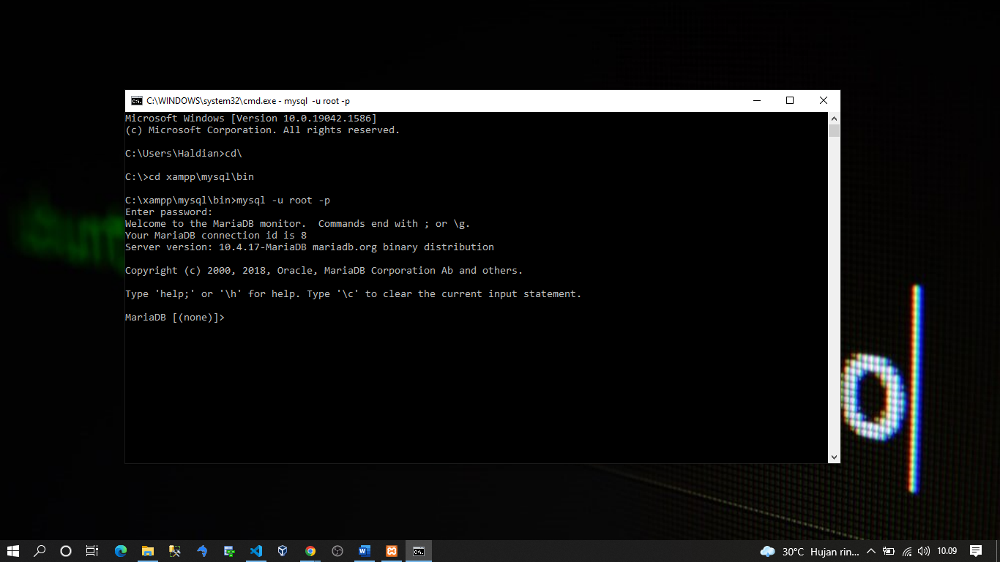 C:\WINDOWS\system32\cmd.exe - mysql  -u root -p
Microsoft Windows [Version 10.0.19042.1586]
(c) Microsoft Corporation. All rights reserved.
C:\Users\Haldian>cd\
C:\>cd xampp\mysql\bin
C:\xampp\mysql\bin>mysql -u root -p
Enter password:
Welcome to the MariaDB monitor.  Commands end with ; or \g.
Your MariaDB connection id is 8
Server version: 10.4.17-MariaDB mariadb.org binary distribution
Copyright (c) 2000, 2018, Oracle, MariaDB Corporation Ab and others.
Type 'help;' or '\h' for help. Type '\c' to clear the current input statement.
MariaDB [(none)]>
30°C  Hujan rin...
10.09